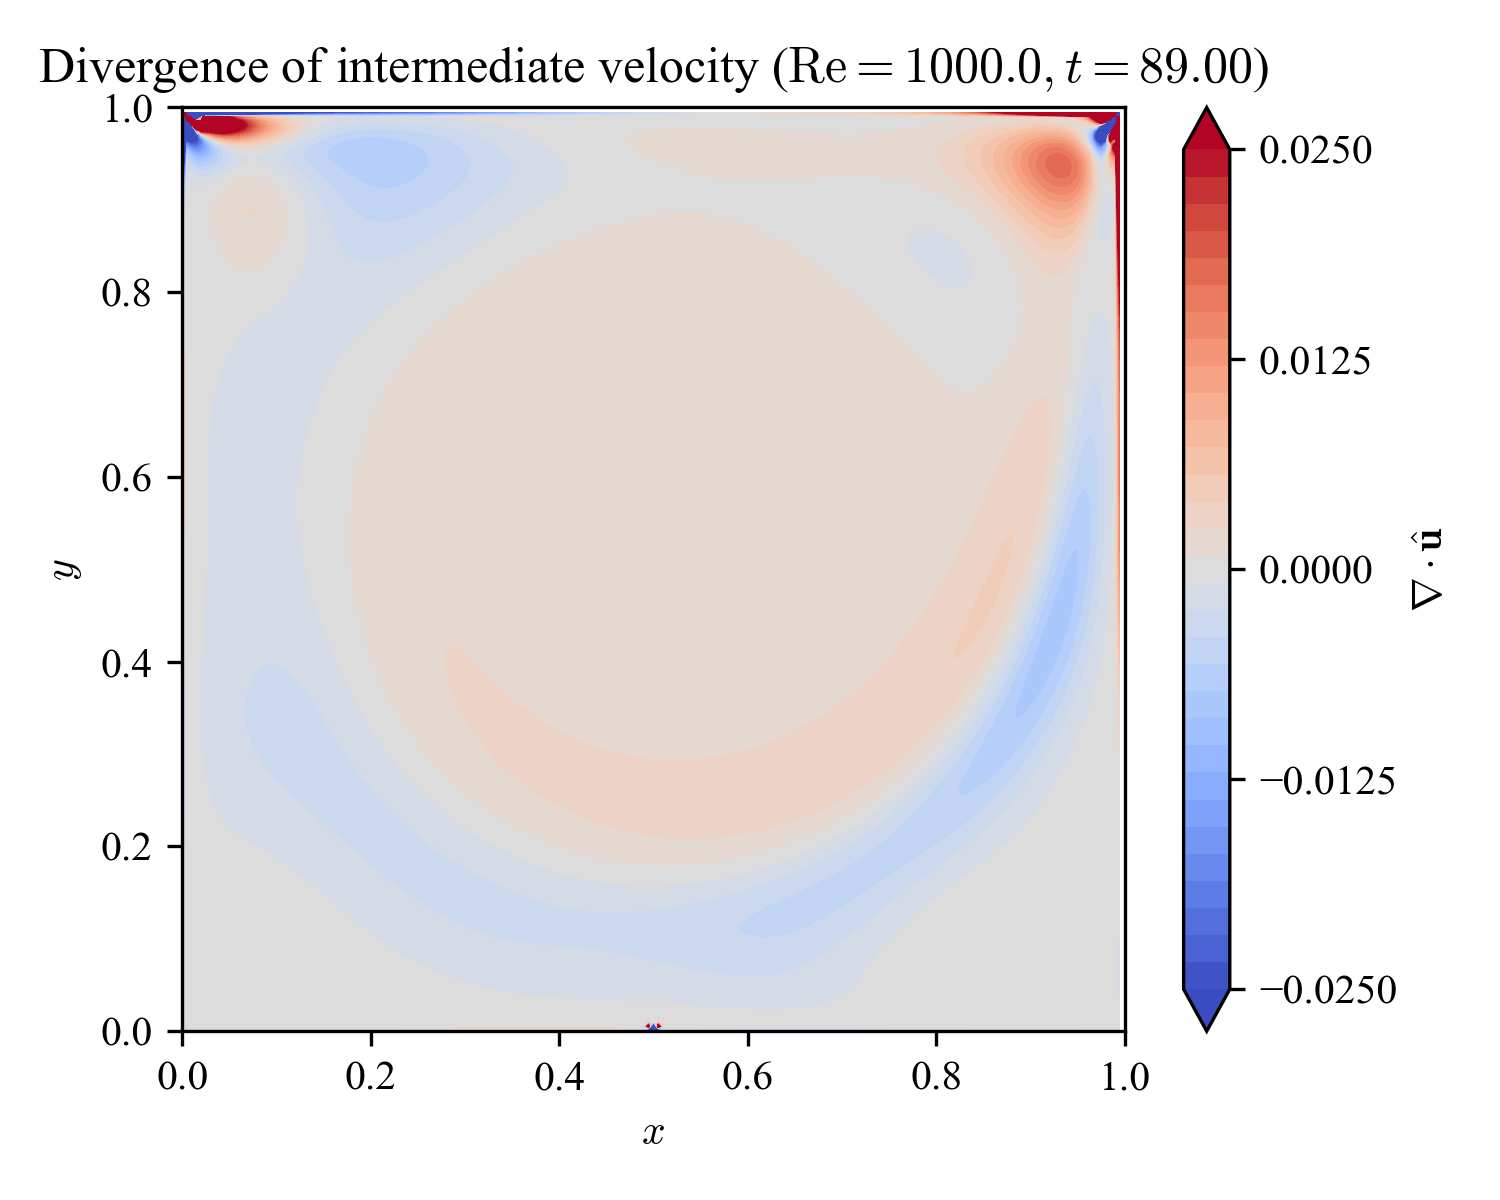 Divergence of intermediate velocity (Re = 1000.0, t = 89.00)
1.0
0.8
0.6
0.4
0.2
0.0
y
0.0 0.2 0.4 0.6 0.8 1.0
x
0.0250
0.0125
0.0000
−0.0125
−0.0250
∇ · û